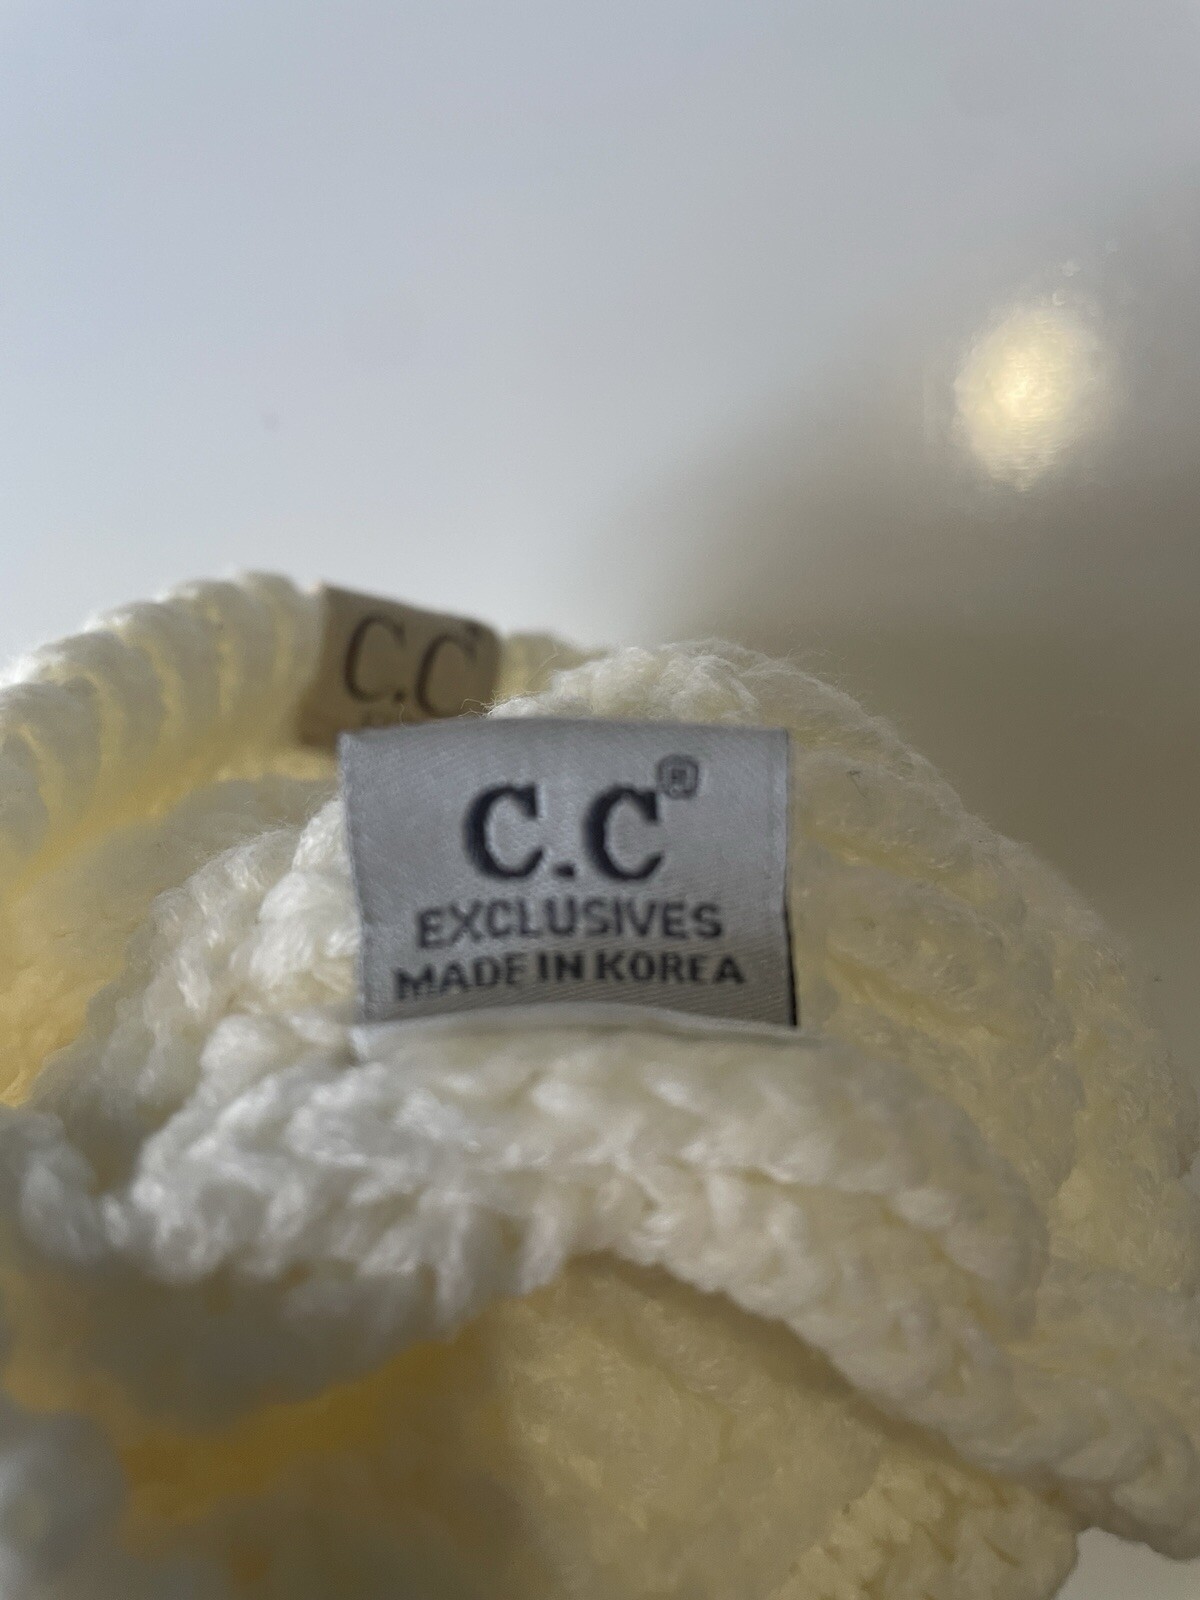 C.C
C.C®
EXCLUSIVES
MADE IN KOREA